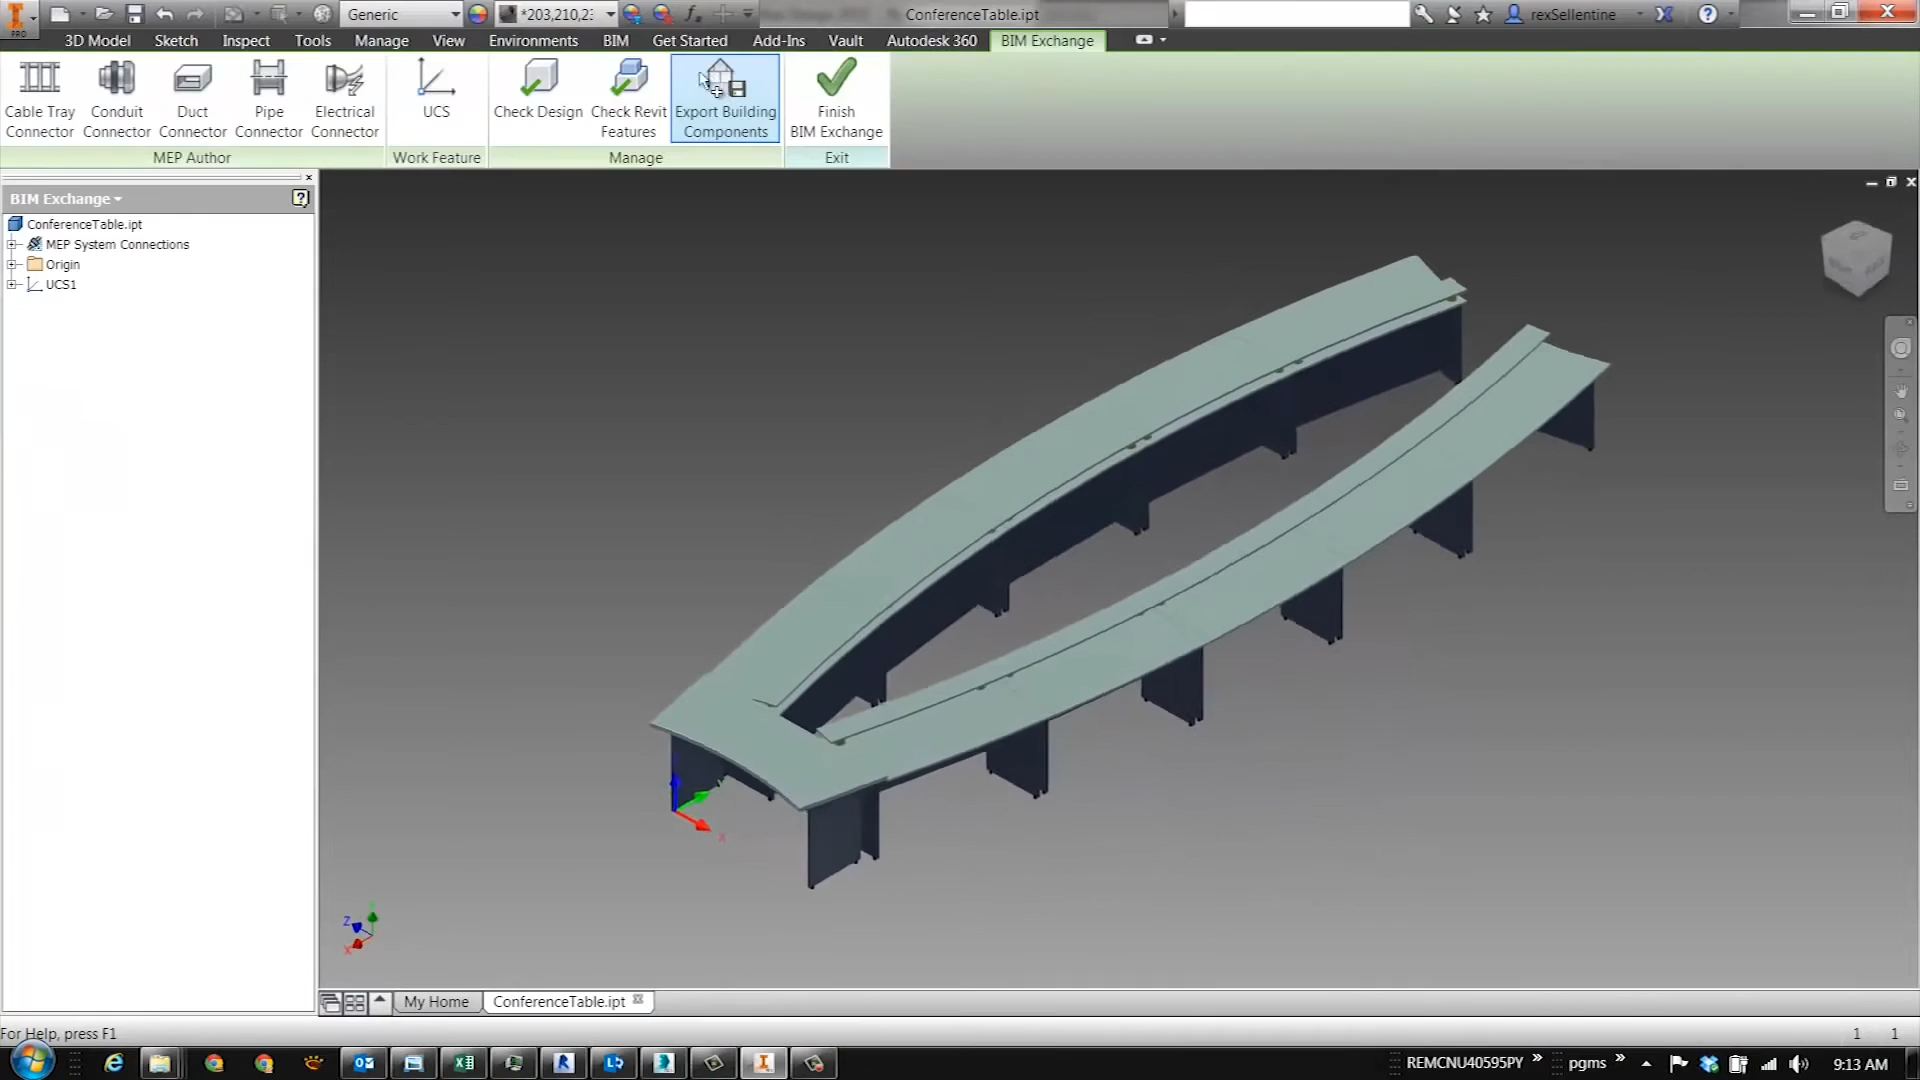 Generic
*203,210,23
ConferenceTable.ipt
rexSellentine
PRO
3D Model
Sketch
Inspect
Tools
Manage
View
Environments
BIM
Get Started
Add-Ins
Vault
Autodesk 360
BIM Exchange
Cable Tray
Connector
Conduit
Connector
Duct
Connector
Pipe
Connector
Electrical
Connector
UCS
Check Design
Check Revit
Features
Export Building
Components
Finish
BIM Exchange
MEP Author
Work Feature
Manage
Exit
BIM Exchange
ConferenceTable.ipt
MEP System Connections
Origin
UCS1
X
Z
X
My Home
ConferenceTable.ipt
For Help, press F1
1 1
REMCNU40595PY
pgms
9:13 AM